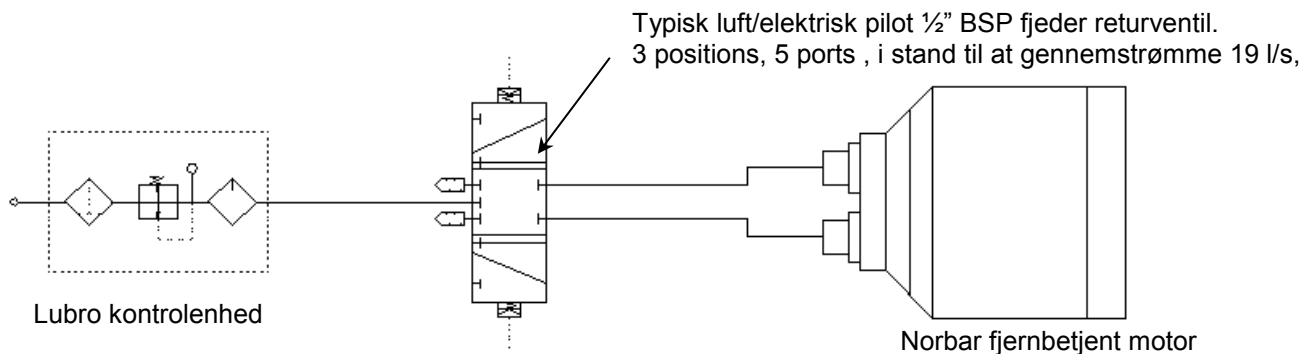 Typisk luft/elektrisk pilot ½” BSP fjeder returventil.
3 positions, 5 ports , i stand til at gennemstrømme 19 l/s,
Lubro kontrolenhed
Norbar fjernbetjent motor